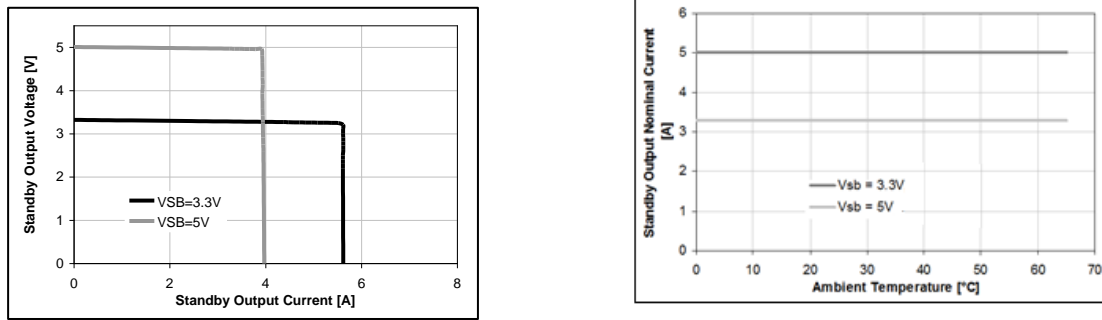 Standby Output Voltage [V]
5
4
3
2
1
0
VSB=3.3V
VSB=5V
0 2 4 6 8
Standby Output Current [A]
Standby Output Nominal Current
[A]
6
5
4
3
2
1
0
Vsb = 3.3V
Vsb = 5V
0 10 20 30 40 50 60 70
Ambient Temperature [°C]